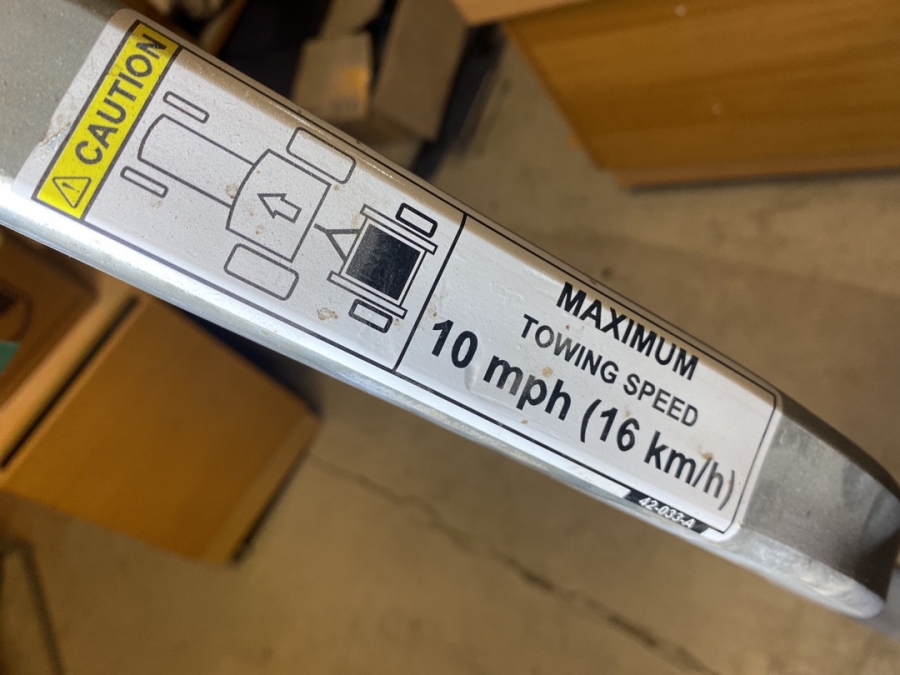 CAUTION
MAXIMUM
TOWING SPEED
10 mph (16 km/h)
42-033-A